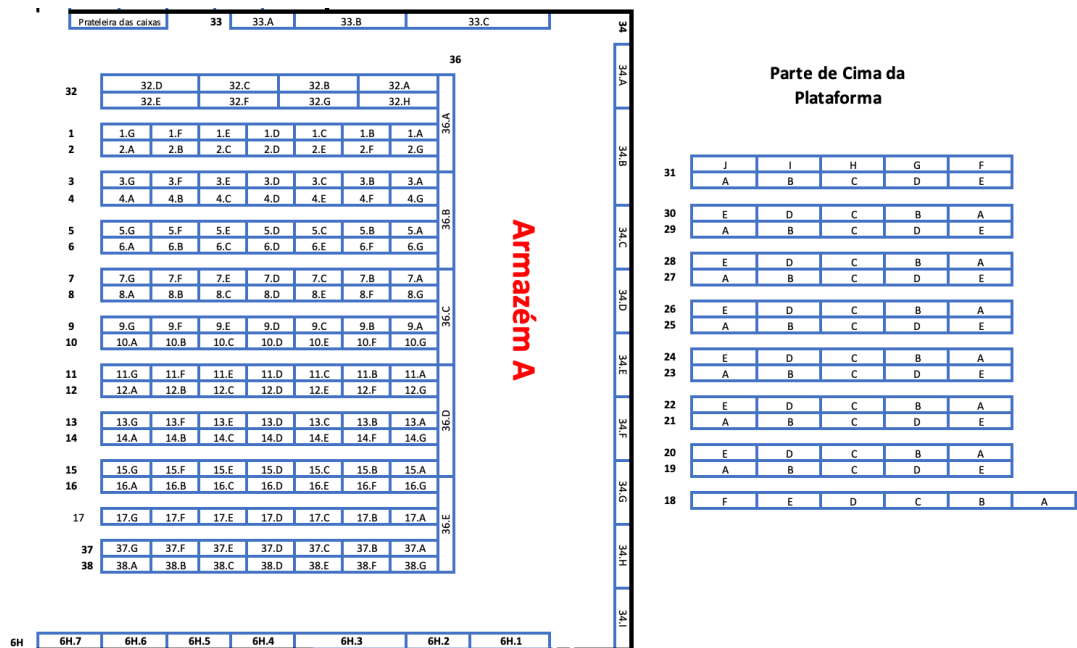 Prateleira das caixas 33 33.A 33.B 33.C 34
36
32 32.D 32.C 32.B 32.A
32.E 32.F 32.G 32.H
1 1.G 1.F 1.E 1.D 1.C 1.B 1.A
2 2.A 2.B 2.C 2.D 2.E 2.F 2.G
36.A
3 3.G 3.F 3.E 3.D 3.C 3.B 3.A
4 4.A 4.B 4.C 4.D 4.E 4.F 4.G
5 5.G 5.F 5.E 5.D 5.C 5.B 5.A
6 6.A 6.B 6.C 6.D 6.E 6.F 6.G
36.B
7 7.G 7.F 7.E 7.D 7.C 7.B 7.A
8 8.A 8.B 8.C 8.D 8.E 8.F 8.G
9 9.G 9.F 9.E 9.D 9.C 9.B 9.A
10 10.A 10.B 10.C 10.D 10.E 10.F 10.G
36.C
11 11.G 11.F 11.E 11.D 11.C 11.B 11.A
12 12.A 12.B 12.C 12.D 12.E 12.F 12.G
13 13.G 13.F 13.E 13.D 13.C 13.B 13.A
14 14.A 14.B 14.C 14.D 14.E 14.F 14.G
36.D
15 15.G 15.F 15.E 15.D 15.C 15.B 15.A
16 16.A 16.B 16.C 16.D 16.E 16.F 16.G
17 17.G 17.F 17.E 17.D 17.C 17.B 17.A
37 37.G 37.F 37.E 37.D 37.C 37.B 37.A
38 38.A 38.B 38.C 38.D 38.E 38.F 38.G
36.E
6H 6H.7 6H.6 6H.5 6H.4 6H.3 6H.2 6H.1
Armazém A
34.A
34.B
34.C
34.D
34.E
34.F
34.G
34.H
34.I
Parte de Cima da
Plataforma
31 J I H G F
A B C D E
30 E D C B A
29 A B C D E
28 E D C B A
27 A B C D E
26 E D C B A
25 A B C D E
24 E D C B A
23 A B C D E
22 E D C B A
21 A B C D E
20 E D C B A
19 A B C D E
18 F E D C B A